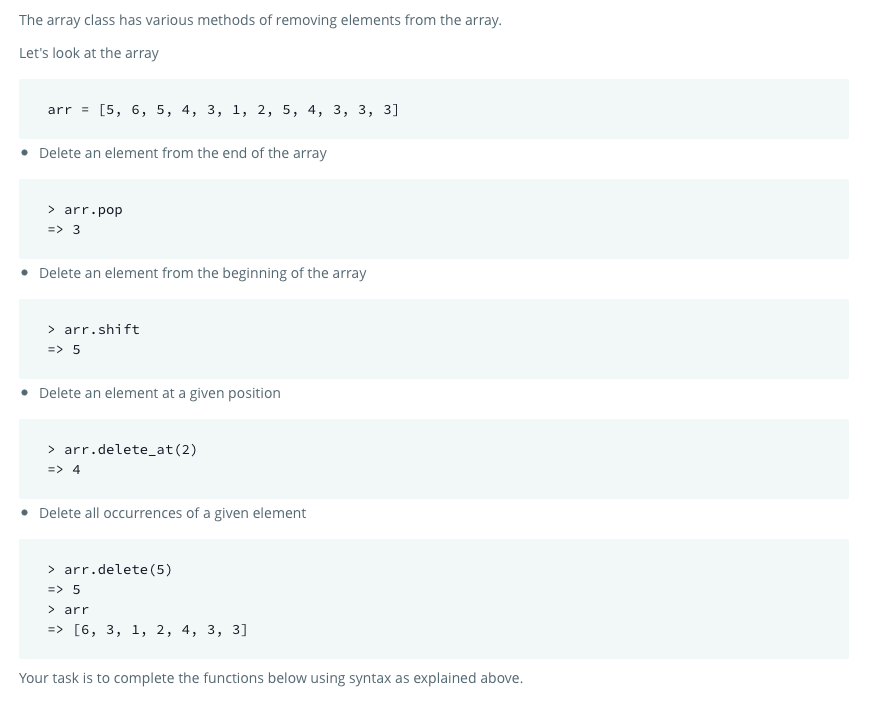 The array class has various methods of removing elements from the array.
Let's look at the array
arr = [5, 6, 5, 4, 3, 1, 2, 5, 4, 3, 3, 3]
• Delete an element from the end of the array
> arr.pop
=> 3
• Delete an element from the beginning of the array
> arr.shift
=> 5
• Delete an element at a given position
> arr.delete_at(2)
=> 4
• Delete all occurrences of a given element
> arr.delete(5)
=> 5
> arr
=> [6, 3, 1, 2, 4, 3, 3]
Your task is to complete the functions below using syntax as explained above.